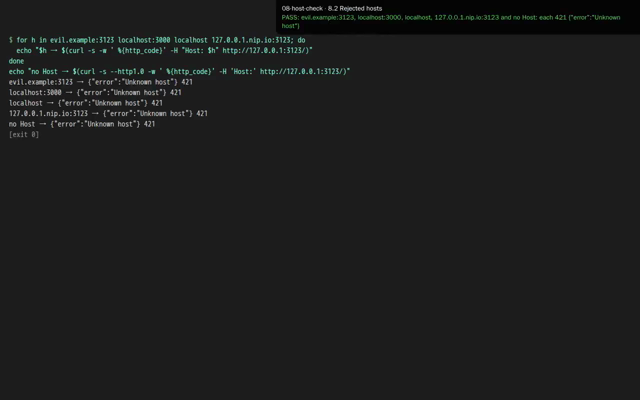 08-host-check · 8.2 Rejected hosts
PASS: evil.example:3123, localhost:3000, localhost, 127.0.0.1.nip.io:3123 and no Host: each 421 {"error":"Unknown
host"}
$ for h in evil.example:3123 localhost:3000 localhost 127.0.0.1.nip.io:3123; do
echo "$h → $(curl -s -w ' %{http_code}' -H "Host: $h" http://127.0.0.1:3123/)"
done
echo "no Host → $(curl -s --http1.0 -w ' %{http_code}' -H 'Host:' http://127.0.0.1:3123/)"
evil.example:3123 → {"error":"Unknown host"} 421
localhost:3000 → {"error":"Unknown host"} 421
localhost → {"error":"Unknown host"} 421
127.0.0.1.nip.io:3123 → {"error":"Unknown host"} 421
no Host → {"error":"Unknown host"} 421
[exit 0]